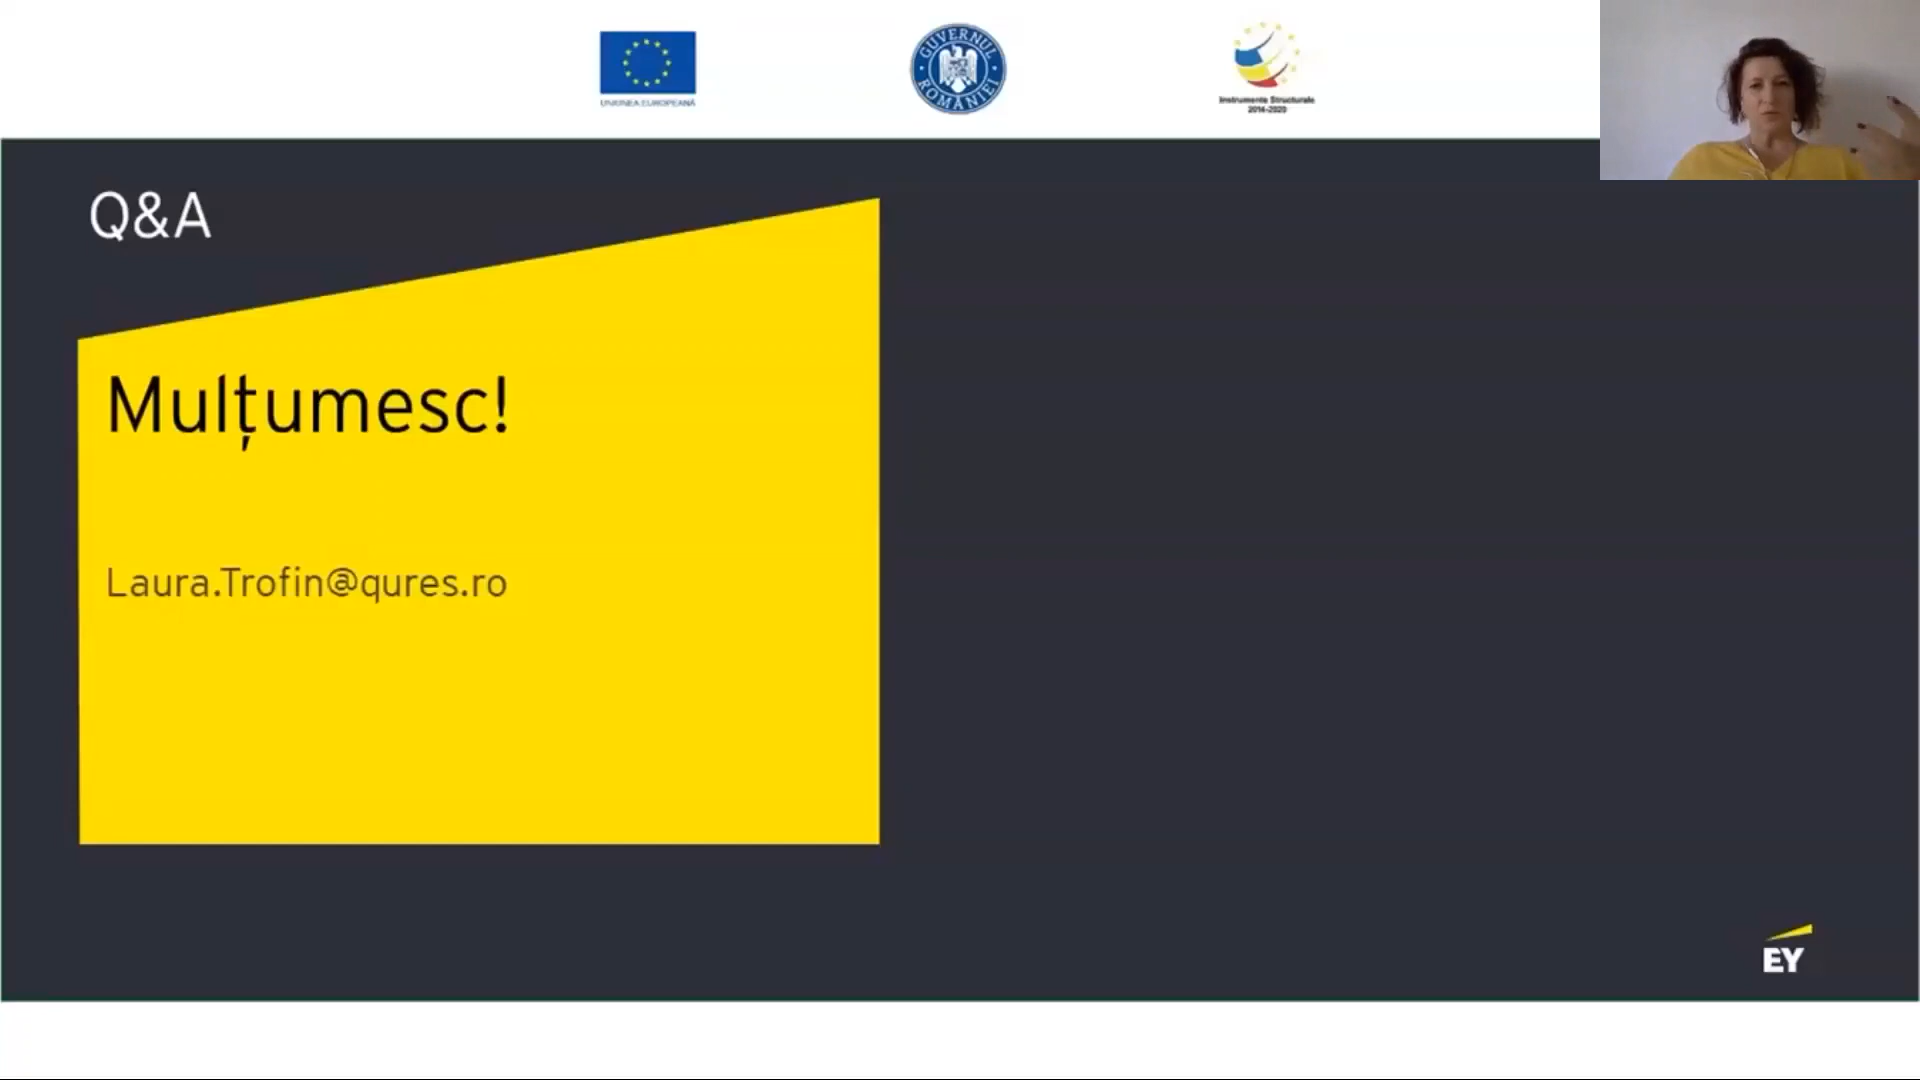 UNIUNEA EUROPEANĂ
GUVERNUL ROMÂNIEI
Instrumente Structurale
2014-2020
Q&A
Mulțumesc!
Laura.Trofin@qures.ro
EY